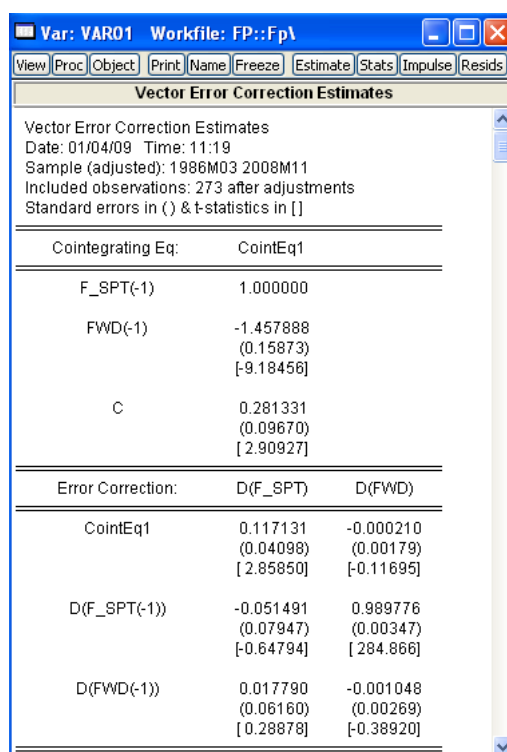 Var: VAR01 Workfile: FP::Fp\
View Proc Object Print Name Freeze Estimate Stats Impulse Resids
Vector Error Correction Estimates
Vector Error Correction Estimates
Date: 01/04/09 Time: 11:19
Sample (adjusted): 1986M03 2008M11
Included observations: 273 after adjustments
Standard errors in ( ) & t-statistics in [ ]
Cointegrating Eq: CointEq1
F_SPT(-1) 1.000000
FWD(-1) -1.457888
(0.15873)
[-9.18456]
C 0.281331
(0.09670)
[ 2.90927]
Error Correction: D(F_SPT) D(FWD)
CointEq1 0.117131 -0.000210
(0.04098) (0.00179)
[ 2.85850] [-0.11695]
D(F_SPT(-1)) -0.051491 0.989776
(0.07947) (0.00347)
[-0.64794] [ 284.866]
D(FWD(-1)) 0.017790 -0.001048
(0.06160) (0.00269)
[ 0.28878] [-0.38920]